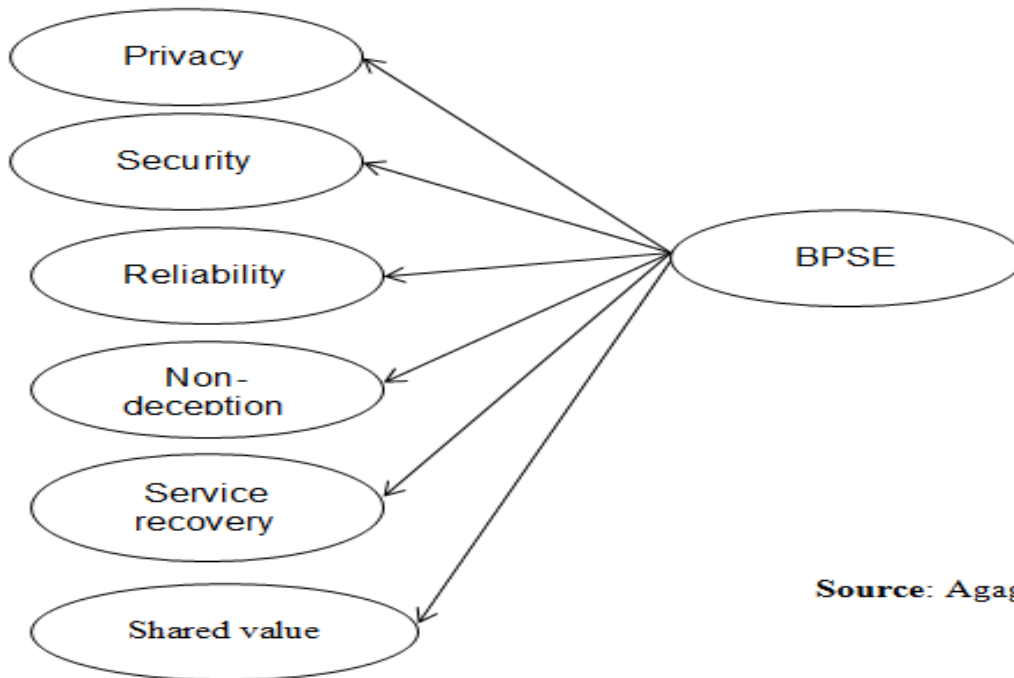 Privacy
Security
Reliability
BPSE
Non-
deception
Service
recovery
Shared value
Source: Agag